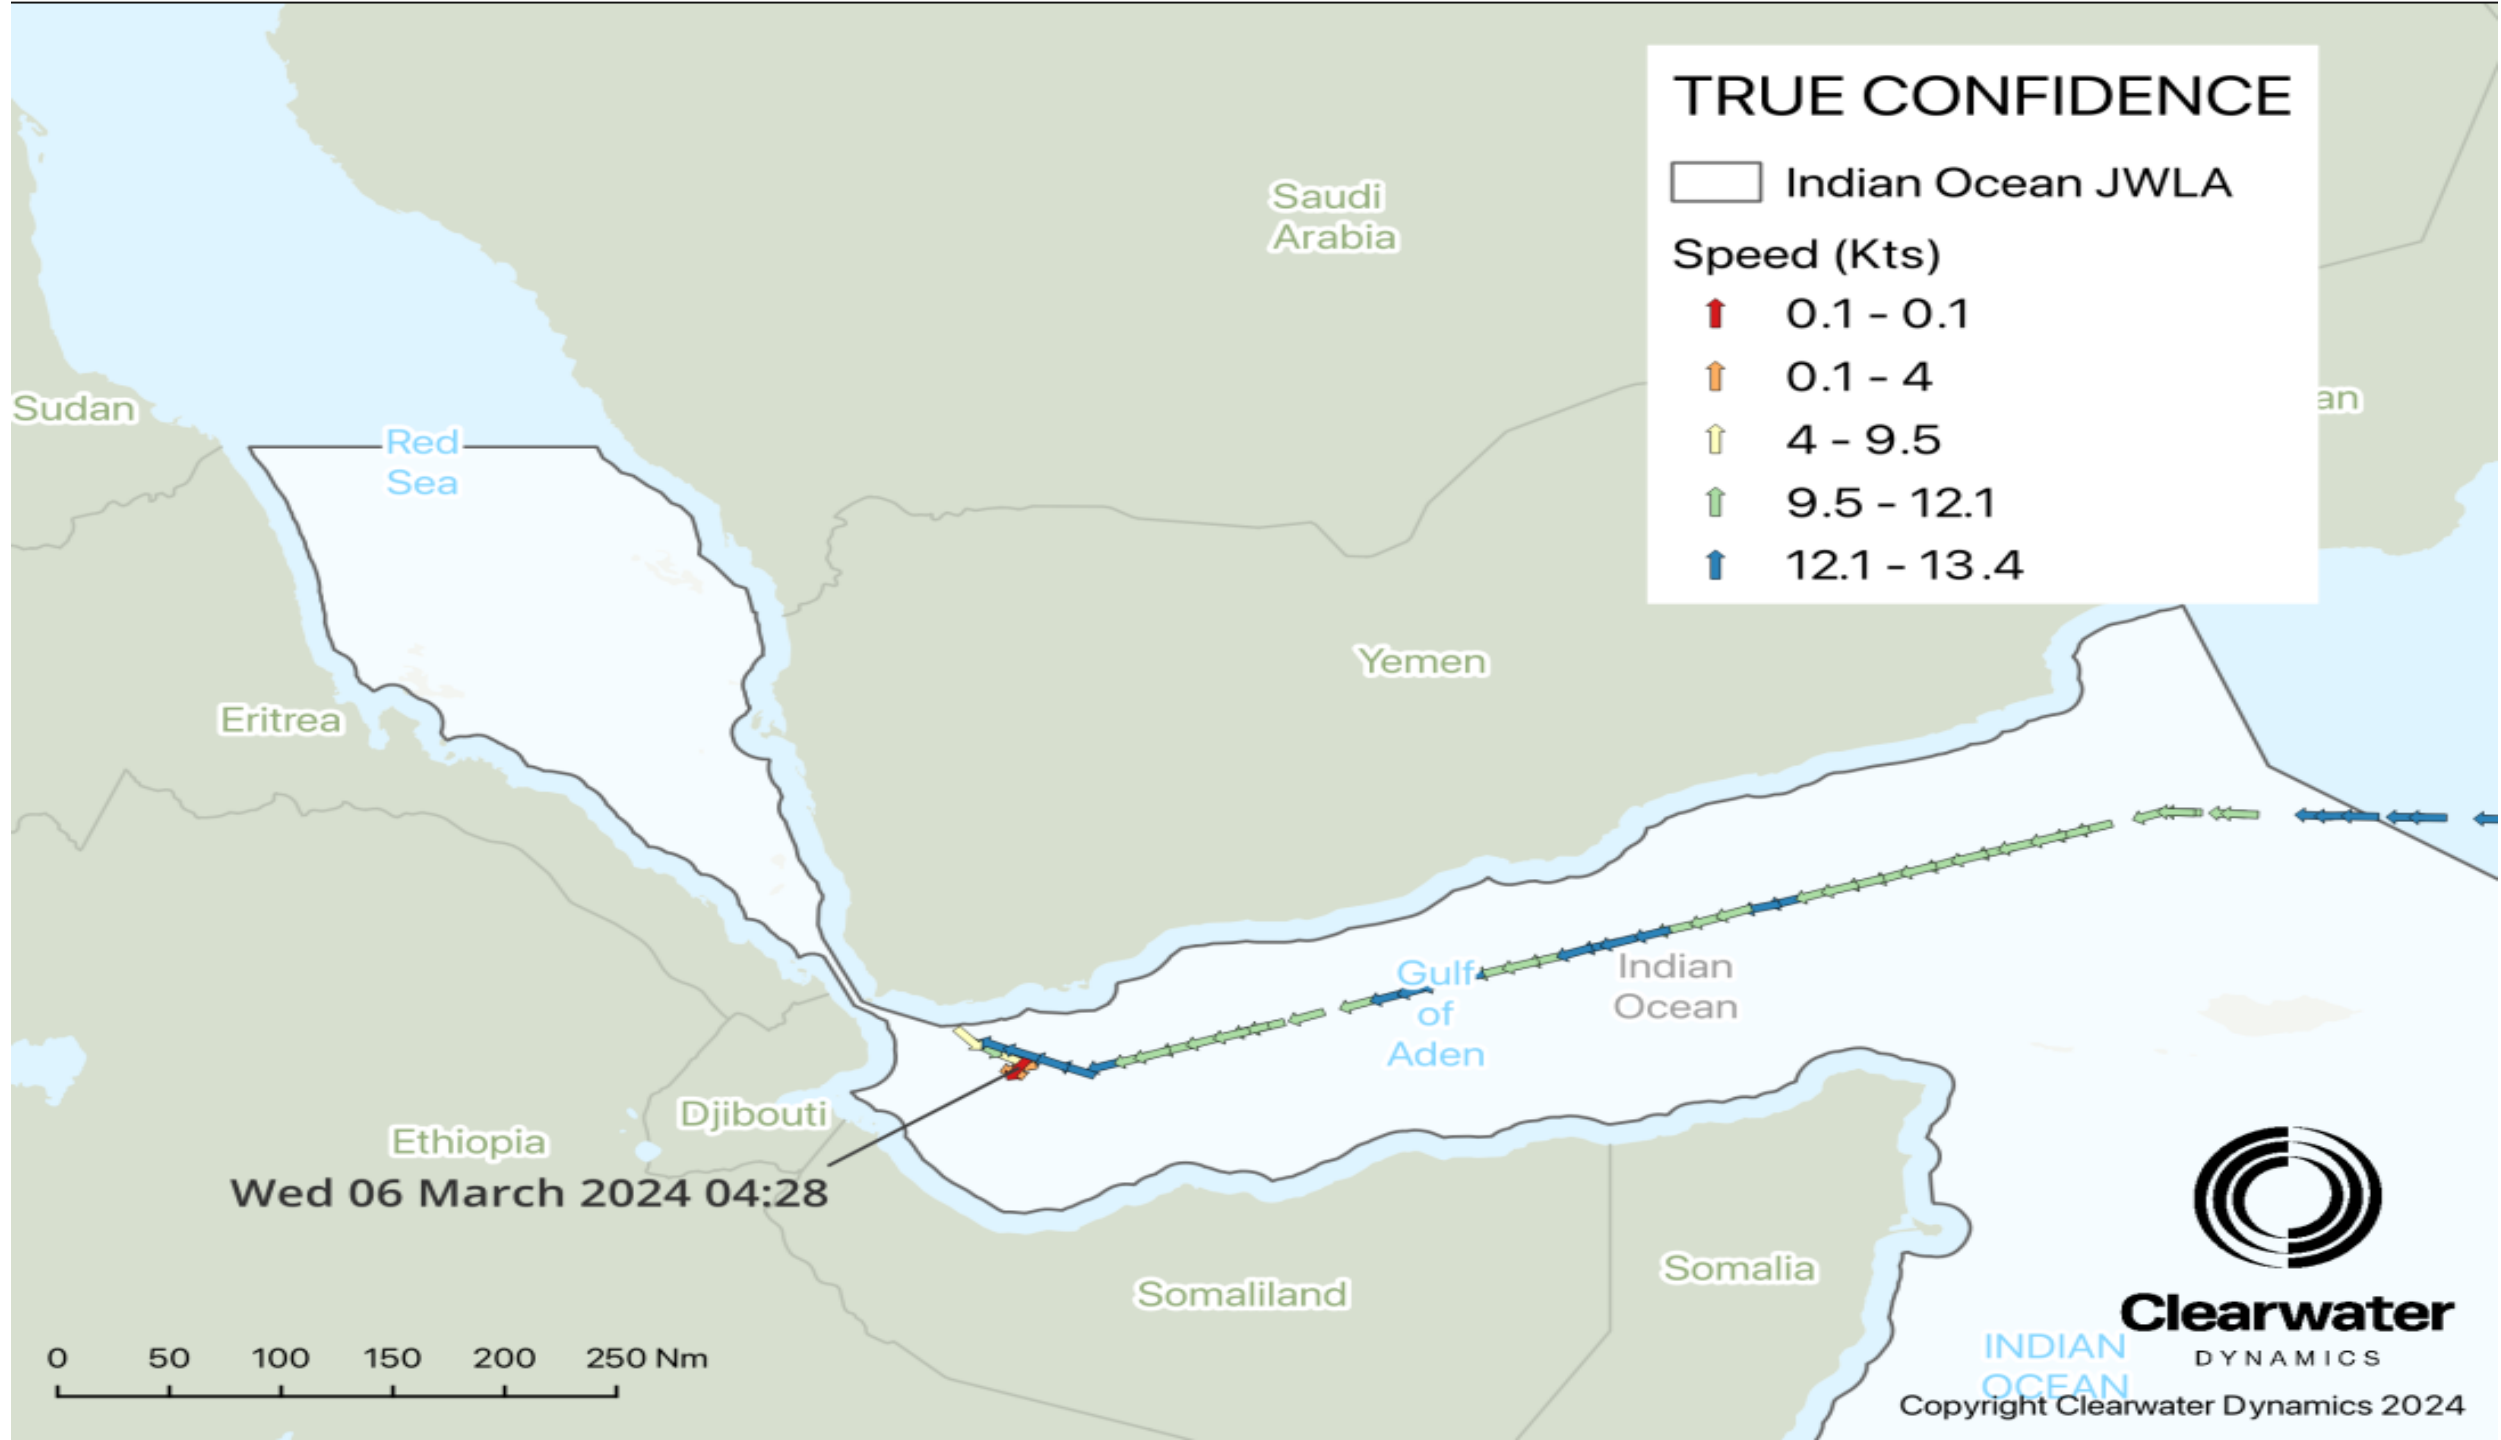 TRUE CONFIDENCE
Indian Ocean JWLA
Speed (Kts)
0.1 - 0.1
0.1 - 4
4 - 9.5
9.5 - 12.1
12.1 - 13.4
Saudi
Arabia
Sudan
an
Red
Sea
Yemen
Eritrea
Gulf
of
Aden
Indian
Ocean
Djibouti
Ethiopia
Wed 06 March 2024 04:28
Somaliland
Somalia
0 50 100 150 200 250 Nm
INDIAN
OCEAN
Clearwater
DYNAMICS
Copyright Clearwater Dynamics 2024